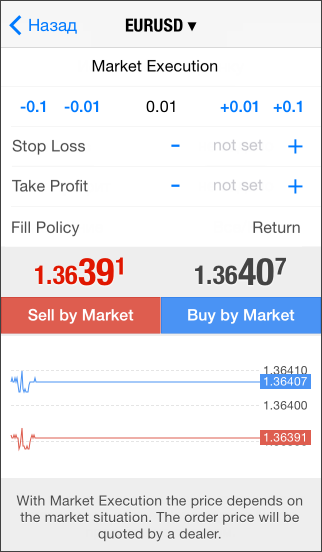 Назад EURUSD ▾
Market Execution
-0.1 -0.01 0.01 +0.01 +0.1
Stop Loss - not set +
Take Profit - not set +
Fill Policy Return
1.36391 1.36407
Sell by Market Buy by Market
1.36410
1.36407
1.36400
1.36391
With Market Execution the price depends on
the market situation. The order price will be
quoted by a dealer.